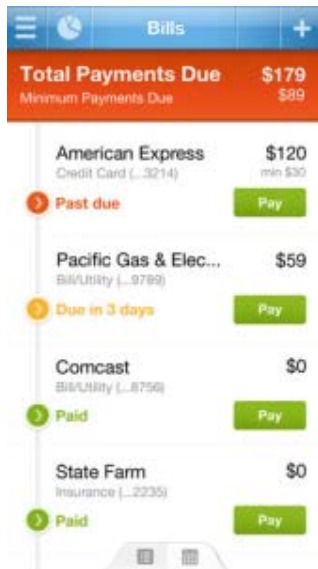 Bills
Total Payments Due $179
Minimum Payments Due $89
American Express $120
Credit Card (...3214) min $30
Past due Pay
Pacific Gas & Elec... $59
Bill/Utility (...9789)
Due in 3 days Pay
Comcast $0
Bill/Utility (...8756)
Paid Pay
State Farm $0
Insurance (...2235)
Paid Pay